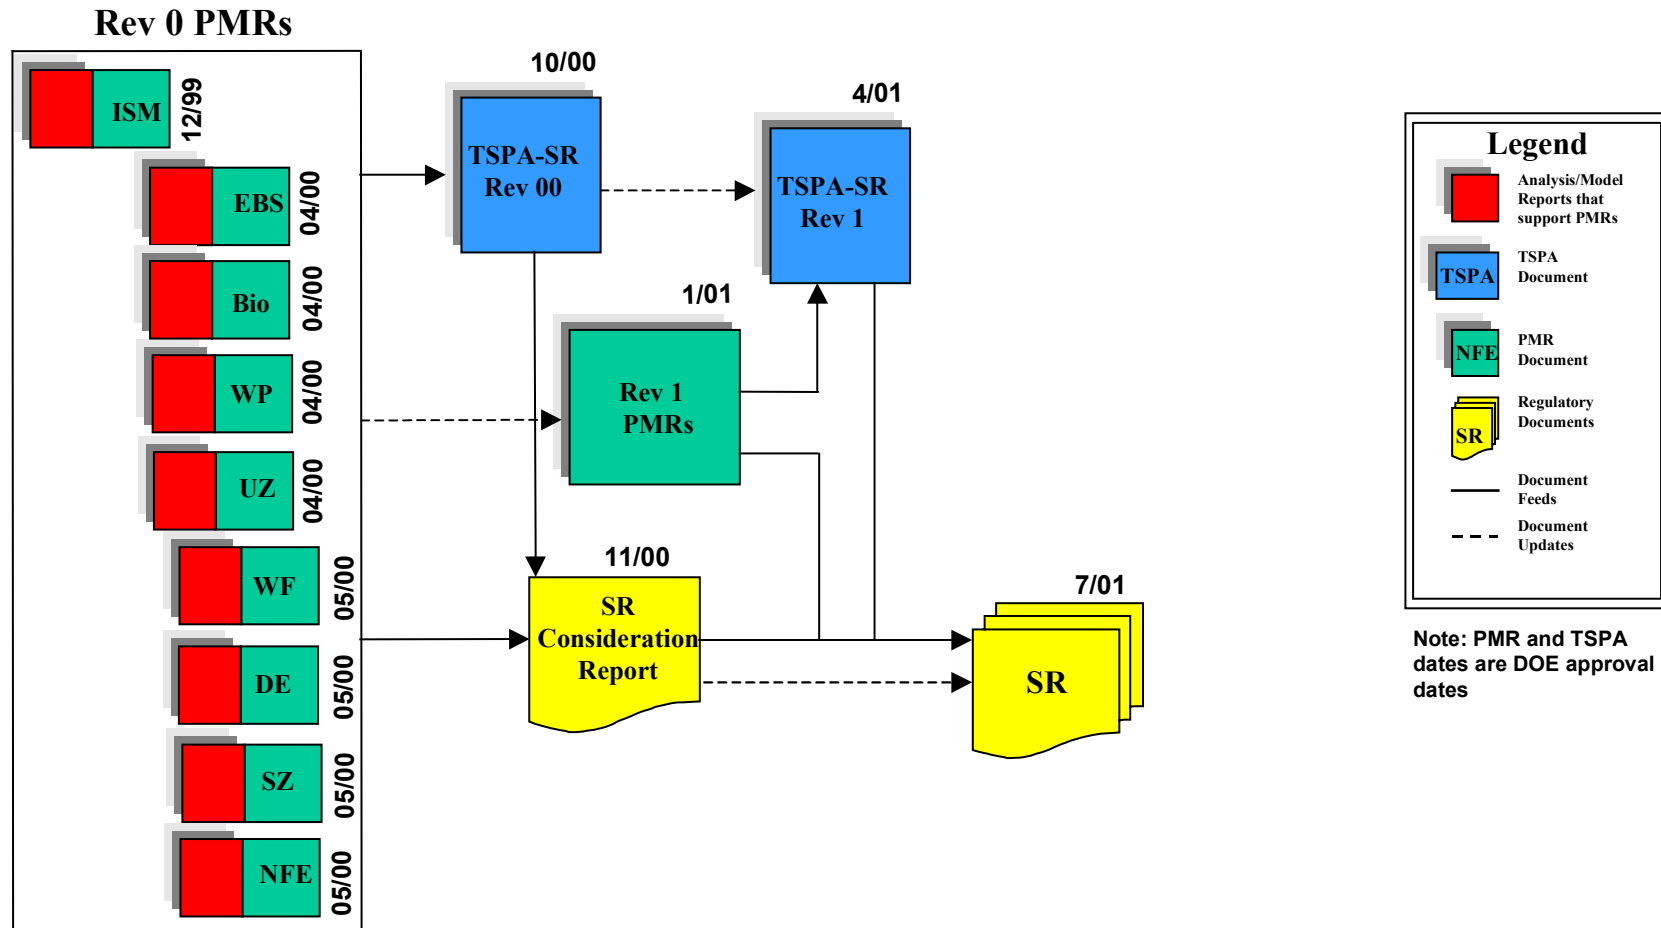 Rev 0 PMRs
ISM
12/99
EBS
04/00
Bio
04/00
WP
04/00
UZ
04/00
WF
05/00
DE
05/00
SZ
05/00
NFE
05/00
10/00
TSPA-SR
Rev 00
4/01
TSPA-SR
Rev 1
1/01
Rev 1
PMRs
11/00
SR
Consideration
Report
7/01
SR
Legend
Analysis/Model
Reports that
support PMRs
TSPA
TSPA
Document
NFE
PMR
Document
SR
Regulatory
Documents
Document
Feeds
Document
Updates
Note: PMR and TSPA
dates are DOE approval
dates